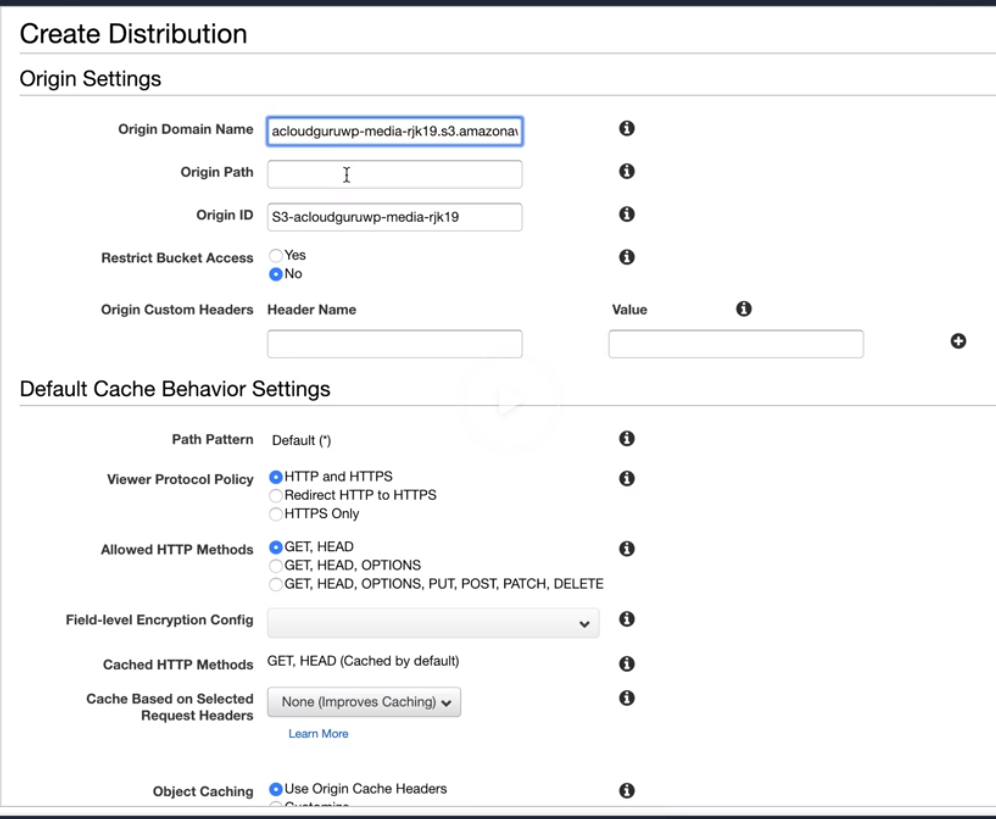 Create Distribution
Origin Settings
Origin Domain Name acloudguruwp-media-rjk19.s3.amazonaw
Origin Path
Origin ID S3-acloudguruwp-media-rjk19
Restrict Bucket Access Yes
No
Origin Custom Headers Header Name Value
Default Cache Behavior Settings
Path Pattern Default (*)
Viewer Protocol Policy HTTP and HTTPS
Redirect HTTP to HTTPS
HTTPS Only
Allowed HTTP Methods GET, HEAD
GET, HEAD, OPTIONS
GET, HEAD, OPTIONS, PUT, POST, PATCH, DELETE
Field-level Encryption Config
Cached HTTP Methods GET, HEAD (Cached by default)
Cache Based on Selected
Request Headers None (Improves Caching)
Learn More
Object Caching Use Origin Cache Headers
Customize